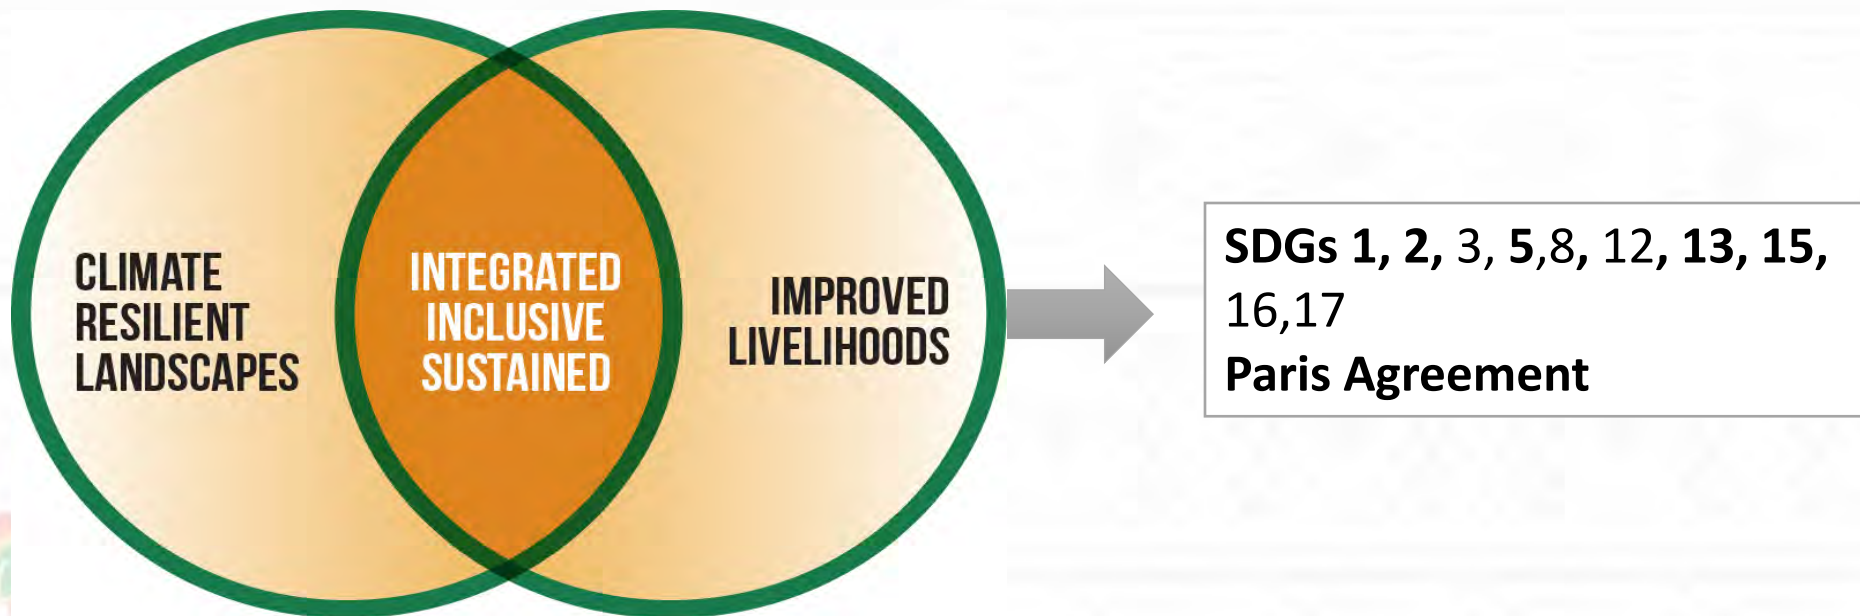 CLIMATE
RESILIENT
LANDSCAPES
INTEGRATED
INCLUSIVE
SUSTAINED
IMPROVED
LIVELIHOODS
SDGs 1, 2, 3, 5,8, 12, 13, 15,
16,17
Paris Agreement